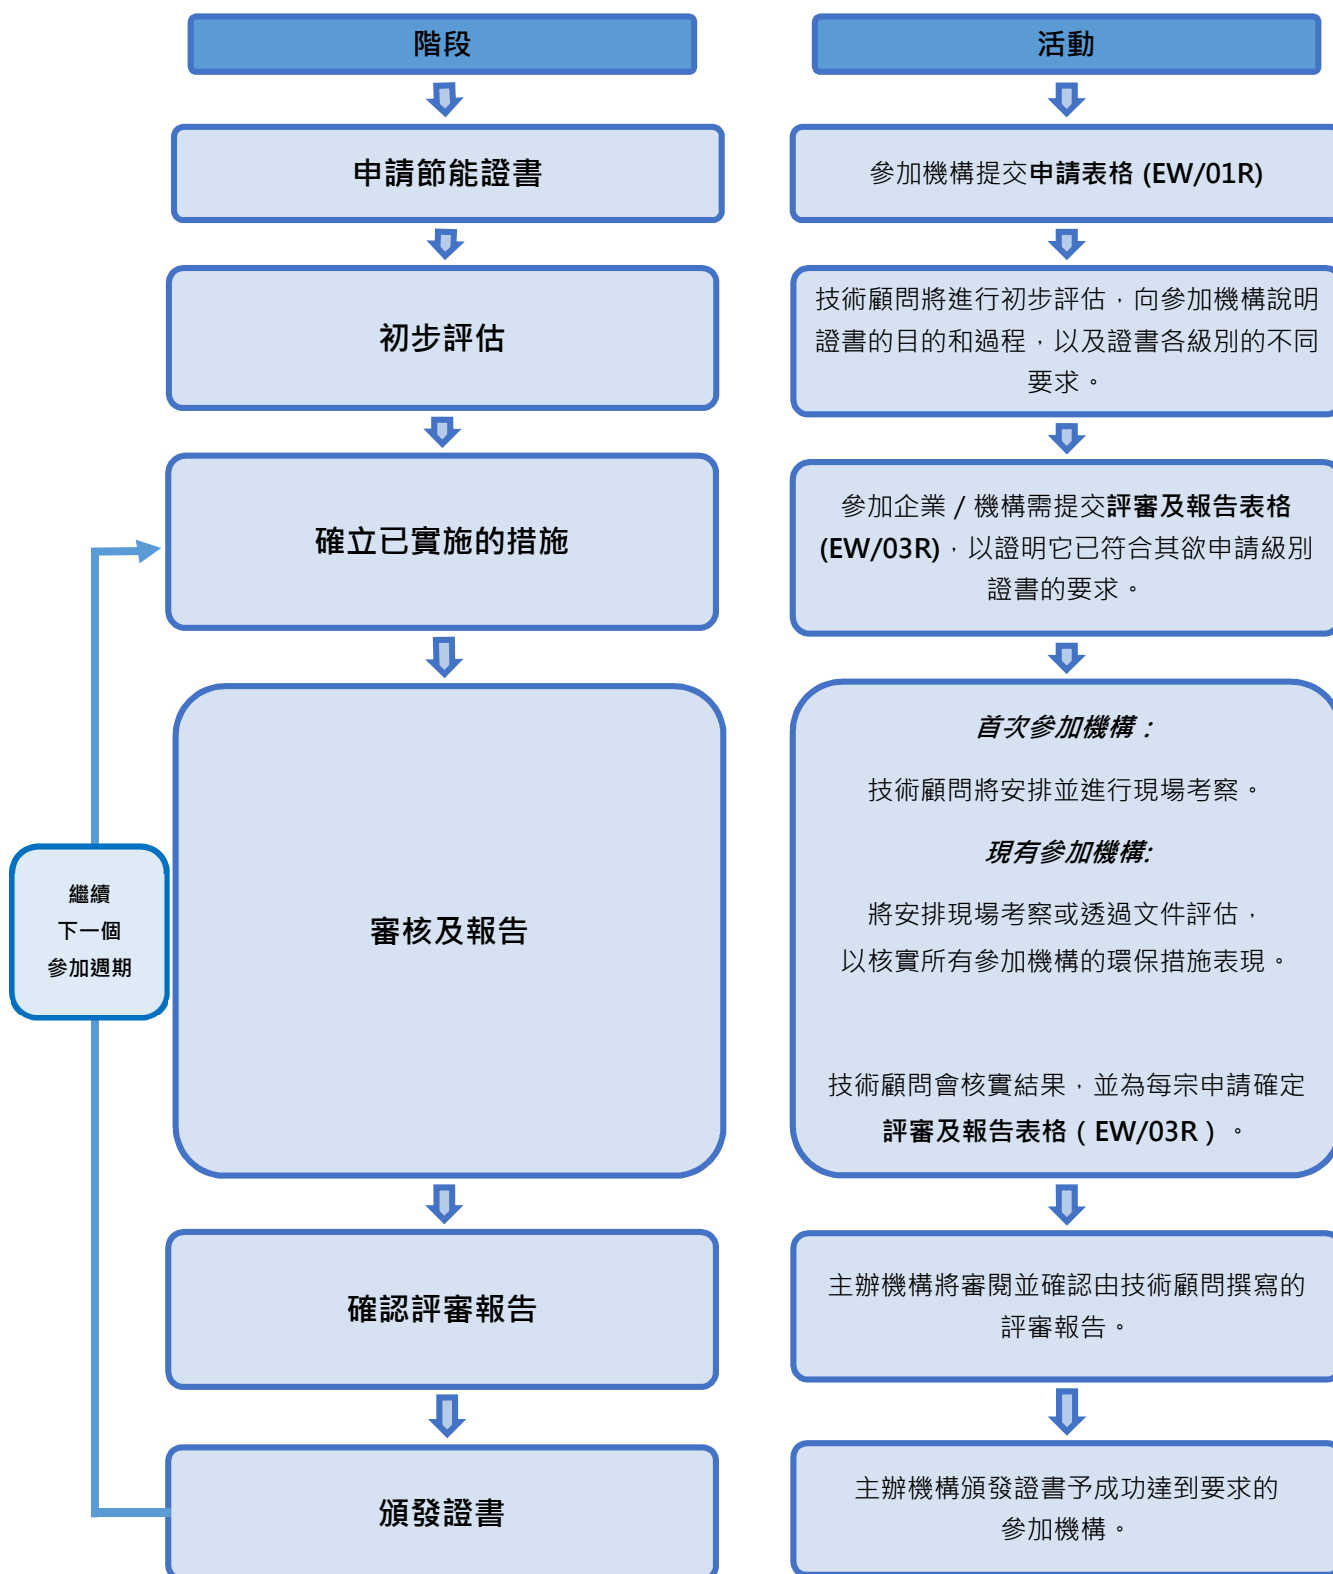 階段
活動
申請節能證書
參加機構提交申請表格 (EW/01R)
初步評估
技術顧問將進行初步評估，向參加機構說明
證書的目的和過程，以及證書各級別的不同
要求。
確立已實施的措施
參加企業 / 機構需提交評審及報告表格
(EW/03R)，以證明它已符合其欲申請級別
證書的要求。
繼續
下一個
參加週期
審核及報告
首次參加機構：
技術顧問將安排並進行現場考察。
現有參加機構:
將安排現場考察或透過文件評估，
以核實所有參加機構的環保措施表現。
技術顧問會核實結果，並為每宗申請確定
評審及報告表格（EW/03R）。
確認評審報告
主辦機構將審閱並確認由技術顧問撰寫的
評審報告。
頒發證書
主辦機構頒發證書予成功達到要求的
參加機構。